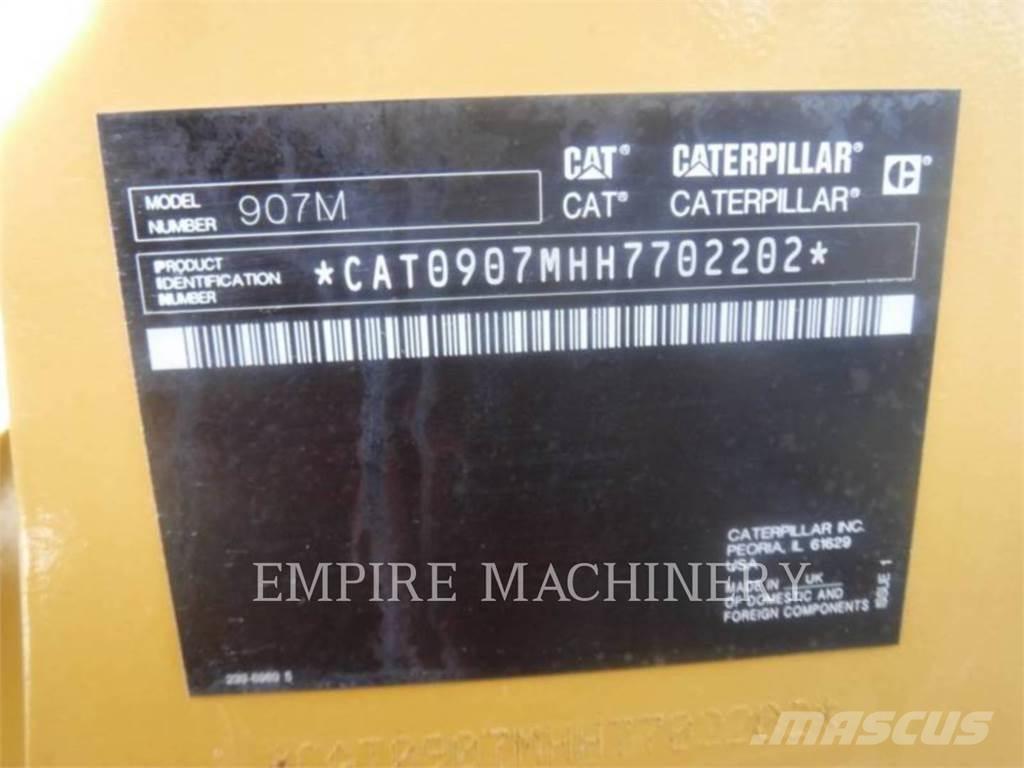 CAT® CATERPILLAR®
CAT® CATERPILLAR®
MODEL NUMBER 907M
PRODUCT IDENTIFICATION NUMBER *CAT0907MHH7702202*
CATERPILLAR INC.
PEORIA, IL 61629
USA
MADE IN UK
OF DOMESTIC AND
FOREIGN COMPONENTS
ISSUE 1
EMPIRE MACHINERY
*CAT0907MHH7702202*
MASCUS